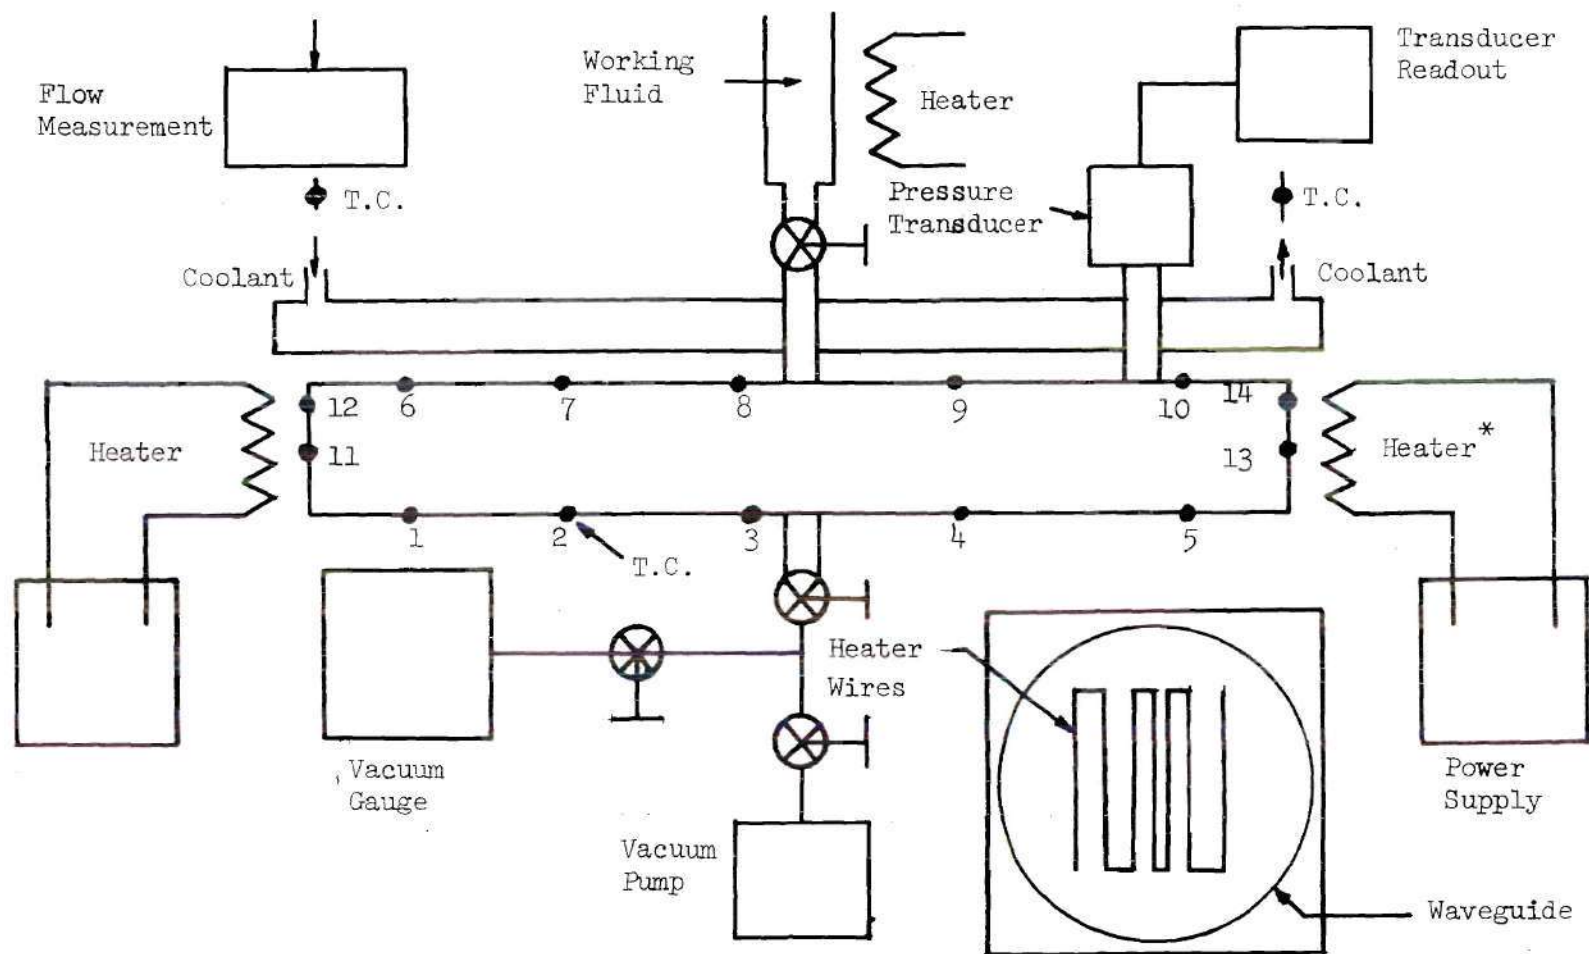 Flow
Measurement
T.C.
Coolant
Working
Fluid
Heater
Pressure
Transducer
Transducer
Readout
T.C.
Coolant
12
6
7
8
9
10
14
Heater
11
13
Heater*
1
2
3
4
5
T.C.
Vacuum
Gauge
Heater
Wires
Vacuum
Pump
Power
Supply
Waveguide